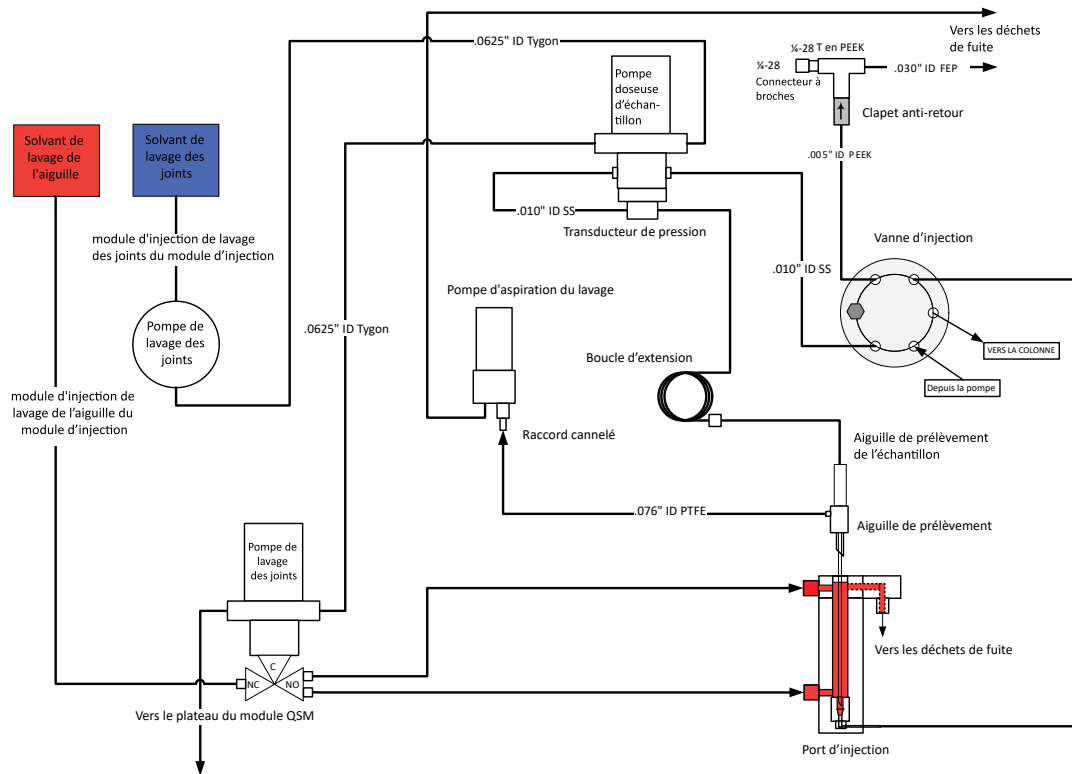 Vers les déchets
de fuite
.0625" ID Tygon
¼-28 T en PEEK
¼-28
Connecteur à
broches
.030" ID FEP
Pompe
doseuse
d'échan-
tillon
Clapet anti-retour
Solvant de
lavage de
l'aiguille
Solvant de
lavage des
joints
.005" ID PEEK
.010" ID SS
Transducteur de pression
module d'injection de lavage
des joints du module d'injection
Vanne d'injection
.010" ID SS
Pompe d'aspiration du lavage
Pompe de
lavage des
joints
.0625" ID Tygon
VERS LA COLONNE
Boucle d'extension
Depuis la pompe
module d'injection de
lavage de l'aiguille du
module d'injection
Raccord cannelé
Aiguille de prélèvement
de l'échantillon
.076" ID PTFE
Aiguille de prélèvement
Pompe de
lavage
des joints
Vers les déchets de fuite
C
NC
NO
Vers le plateau du module QSM
Port d'injection